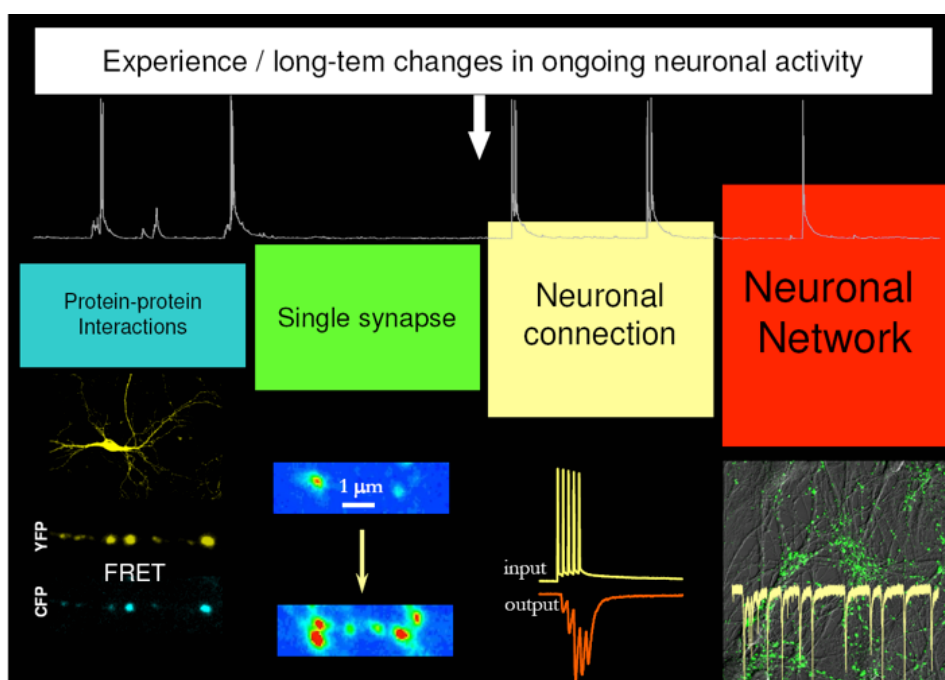 Experience / long-tem changes in ongoing neuronal activity
Protein-protein
Interactions
Single synapse
Neuronal
connection
Neuronal
Network
1 μm
YFP
FRET
CFP
input
output